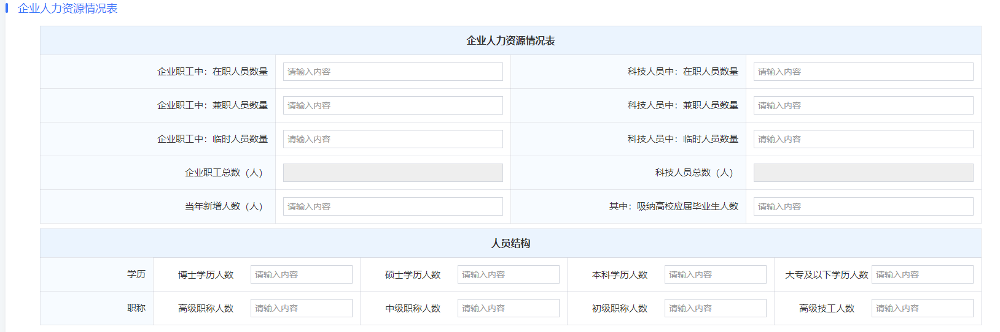 企业人力资源情况表
企业人力资源情况表
企业职工中：在职人员数量 请输入内容 科技人员中：在职人员数量 请输入内容
企业职工中：兼职人员数量 请输入内容 科技人员中：兼职人员数量 请输入内容
企业职工中：临时人员数量 请输入内容 科技人员中：临时人员数量 请输入内容
企业职工总数（人） 科技人员总数（人）
当年新增人数（人） 请输入内容 其中：吸纳高校应届毕业生人数 请输入内容
人员结构
学历 博士学历人数 请输入内容 硕士学历人数 请输入内容 本科学历人数 请输入内容 大专及以下学历人数 请输入内容
职称 高级职称人数 请输入内容 中级职称人数 请输入内容 初级职称人数 请输入内容 高级技工人数 请输入内容